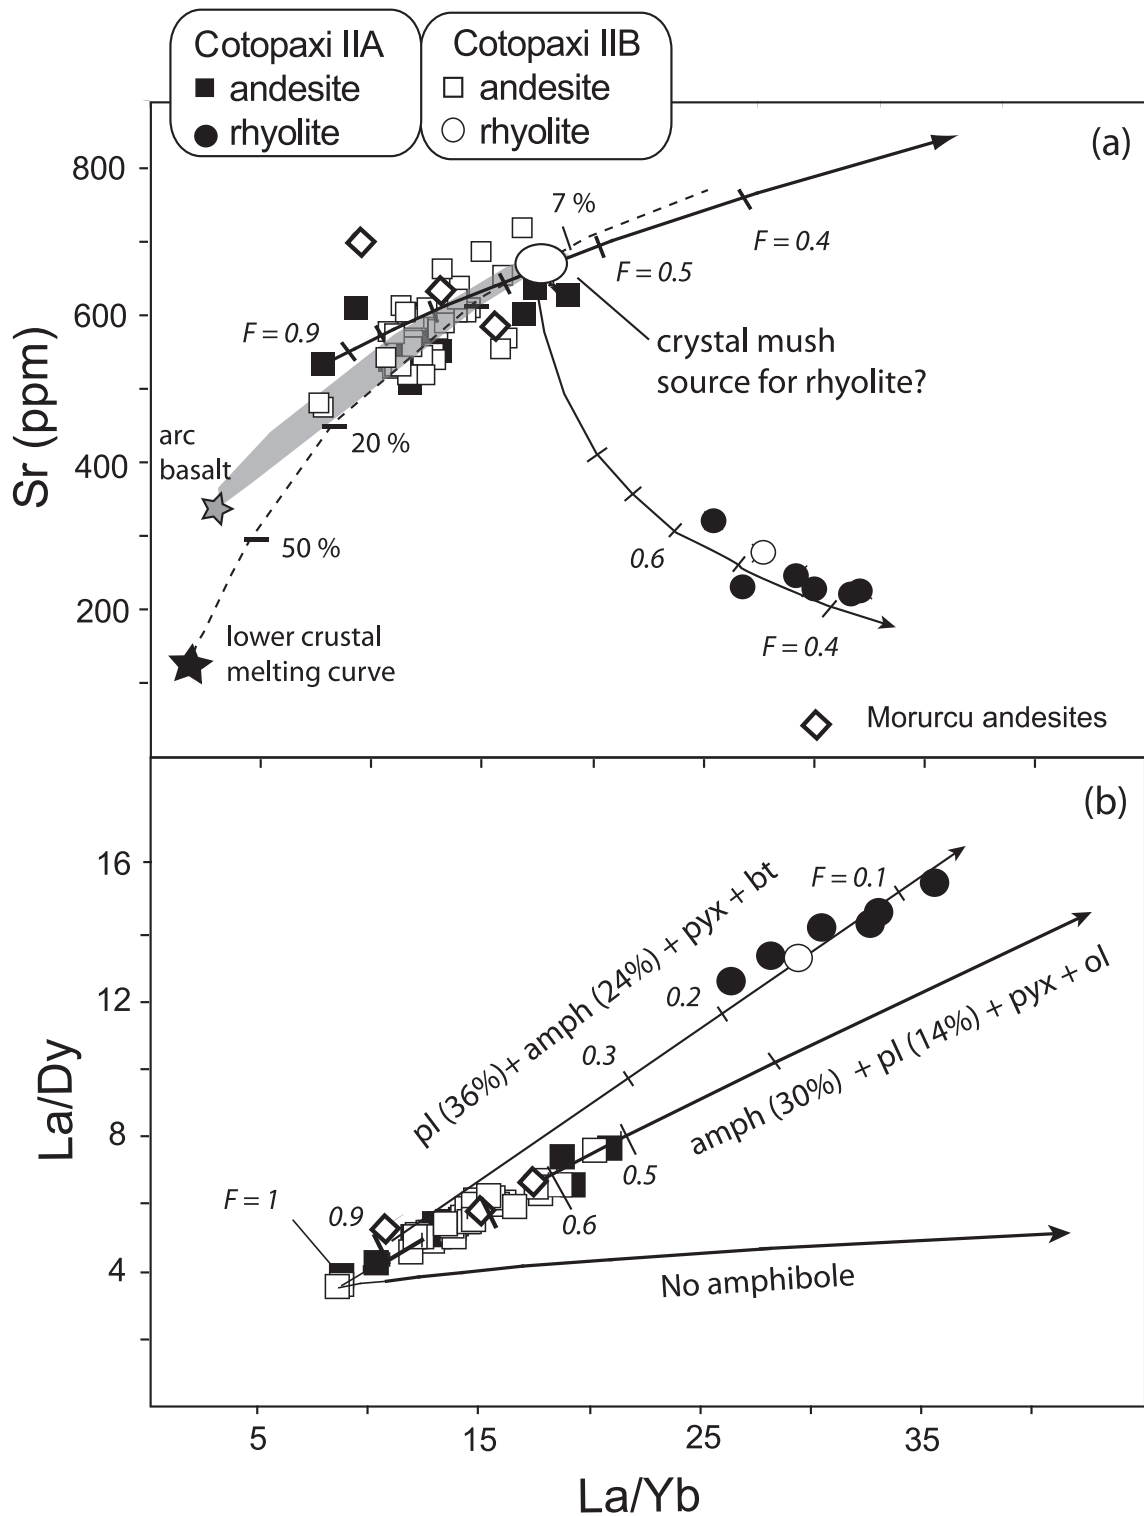 Cotopaxi IIA
andesite
rhyolite
Cotopaxi IIB
andesite
rhyolite
(a)
800
600
400
200
Sr (ppm)
7 %
F = 0.4
F = 0.5
F = 0.9
crystal mush
source for rhyolite?
arc
basalt
20 %
50 %
0.6
F = 0.4
lower crustal
melting curve
Morurcu andesites
(b)
16
12
8
4
La/Dy
pl (36%)+ amph (24%) + pyx + bt
F = 0.1
0.2
0.3
amph (30%) + pl (14%) + pyx + ol
0.5
0.6
F = 1
0.9
No amphibole
5
15
25
35
La/Yb